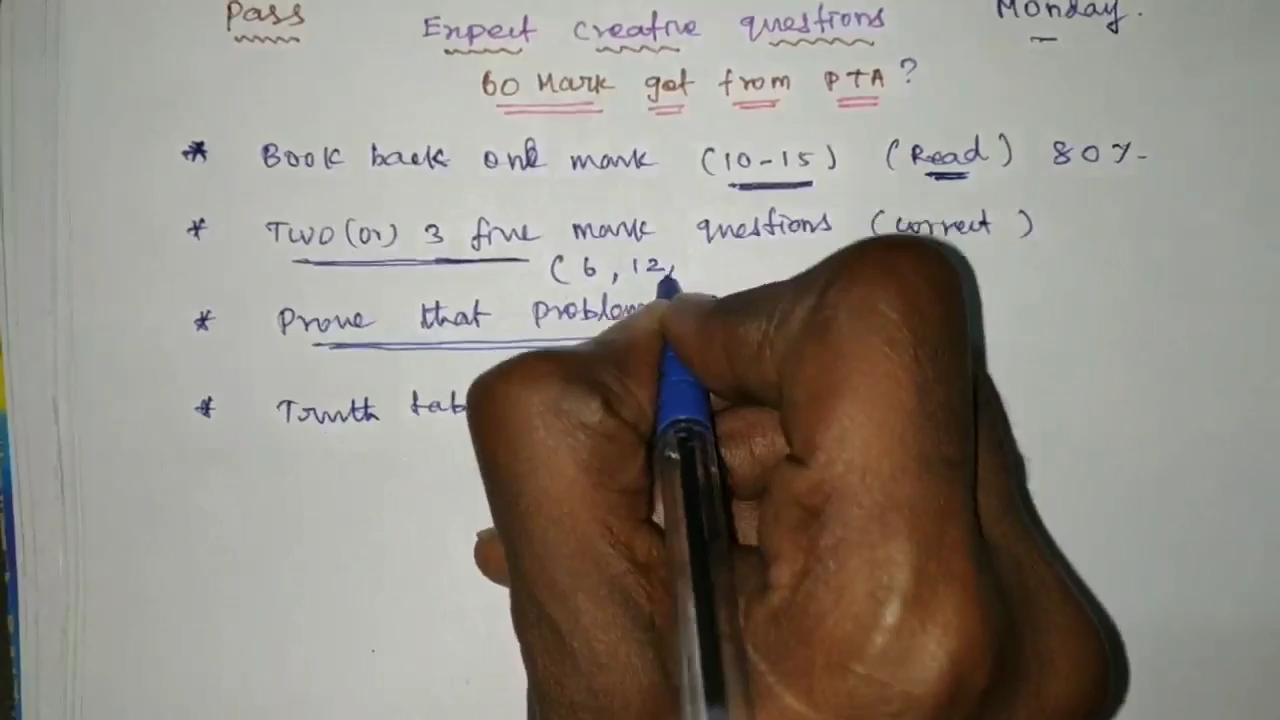 Pass Expect creative questions Monday.
60 Mark get from PTA?
* Book back one mark (10-15) (Read) 80%
* Two (or) 3 five mark questions (correct)
(6, 12,
* Prove that problem
* Truth tab